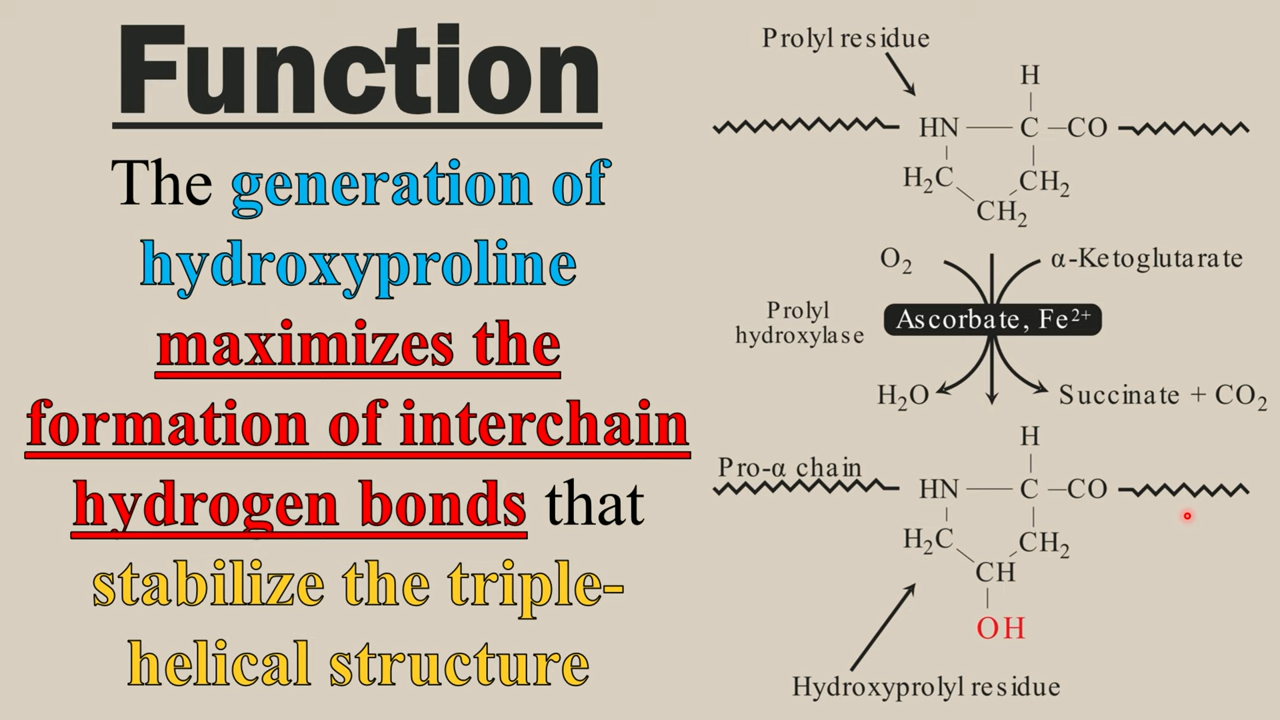 Function
The generation of
hydroxyproline
maximizes the
formation of interchain
hydrogen bonds that
stabilize the triple-
helical structure
Prolyl residue
H
HN C –CO
H₂C CH₂
CH₂
O₂ α-Ketoglutarate
Prolyl
hydroxylase
Ascorbate, Fe²⁺
H₂O Succinate + CO₂
H
Pro-α chain
HN C –CO
H₂C CH₂
CH
OH
Hydroxyprolyl residue